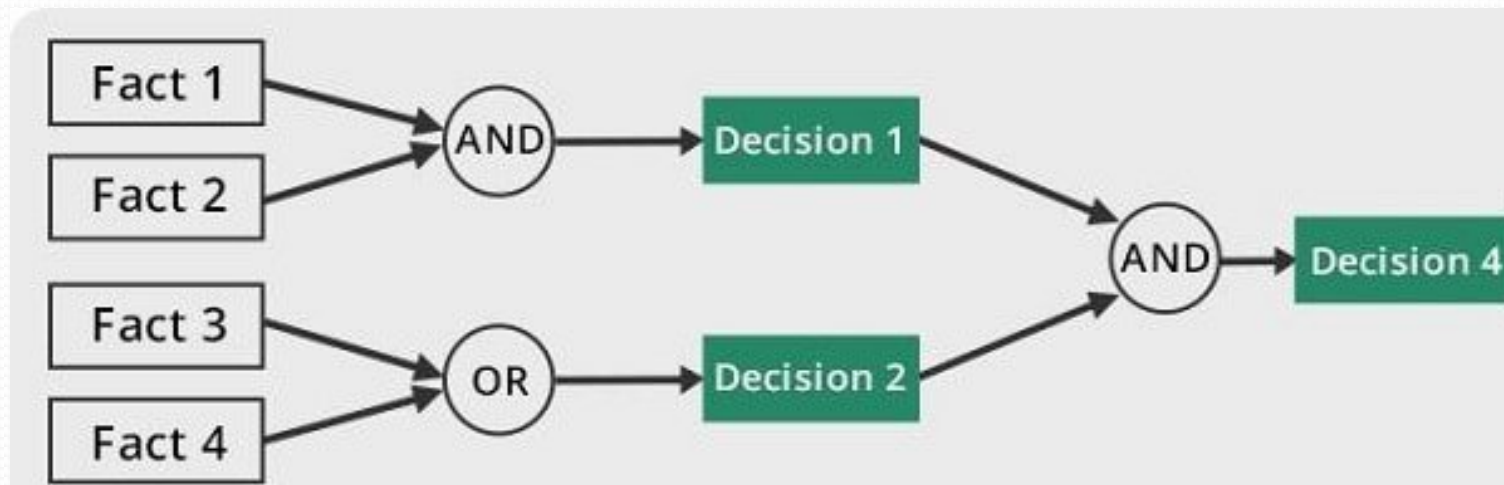 Fact 1
Fact 2
AND
Decision 1
Fact 3
Fact 4
OR
Decision 2
AND
Decision 4